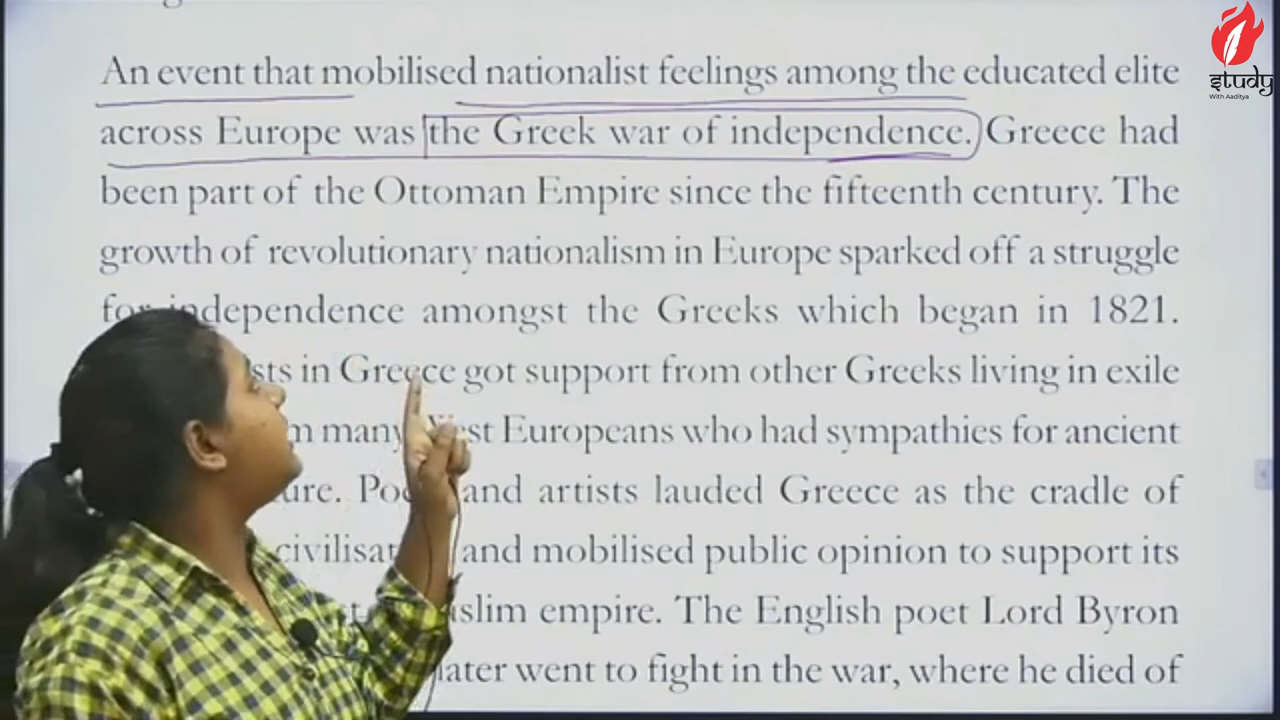 study
With Aaditya
An event that mobilised nationalist feelings among the educated elite
across Europe was the Greek war of independence. Greece had
been part of the Ottoman Empire since the fifteenth century. The
growth of revolutionary nationalism in Europe sparked off a struggle
for independence amongst the Greeks which began in 1821.
in Greece got support from other Greeks living in exile
many West Europeans who had sympathies for ancient
and artists lauded Greece as the cradle of
and mobilised public opinion to support its
empire. The English poet Lord Byron
later went to fight in the war, where he died of